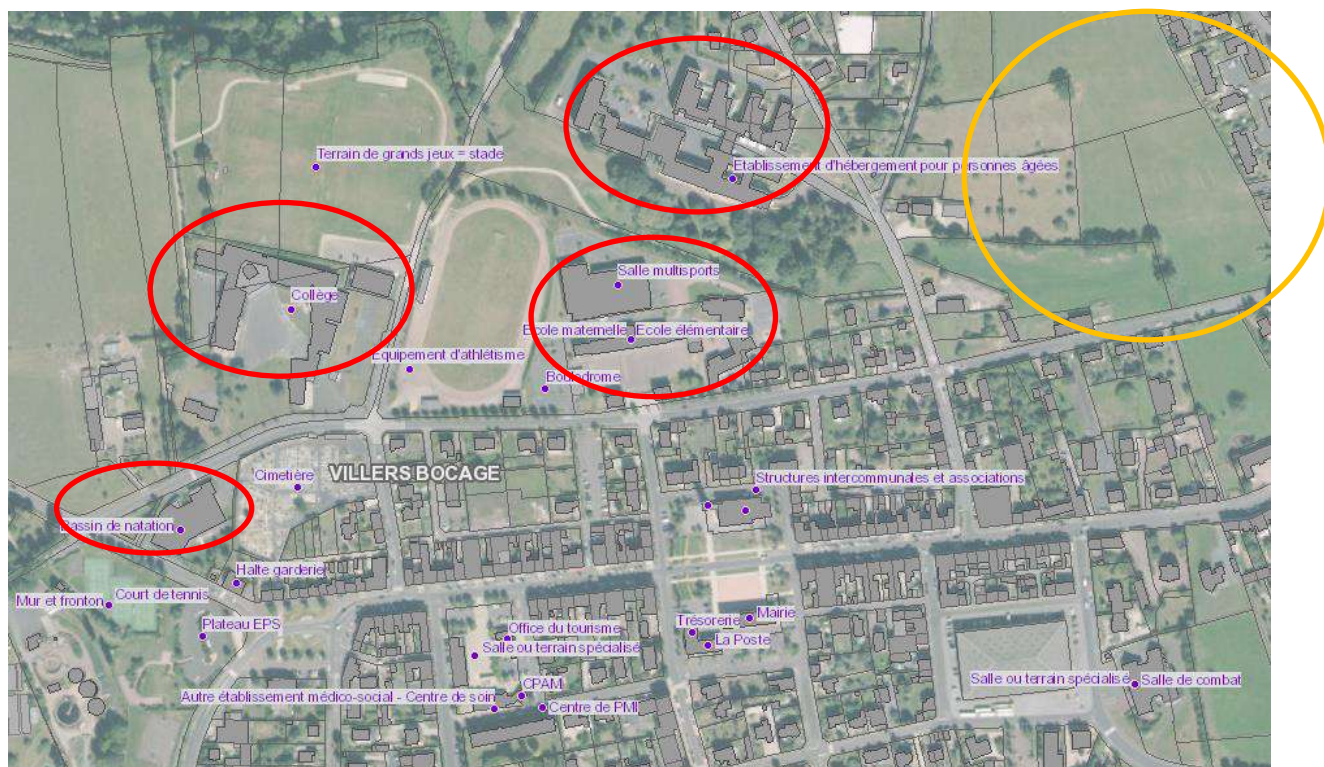 Terrain de grands jeux = stade
Etablissement d'hébergement pour personnes âgées
Salle multisports
Collège
Ecole maternelle
Ecole élémentaire
Equipement d'athlétisme
Boulodrome
VILLERS BOCAGE
Cimetière
Structures intercommunales et associations
Bassin de natation
Halte garderie
Mur et fronton
Court de tennis
Plateau EPS
Office du tourisme
Salle ou terrain spécialisé
Trésorerie
Mairie
La Poste
CPAM
Autre établissement médico-social - Centre de soin
Centre de PMI
Salle ou terrain spécialisé
Salle de combat